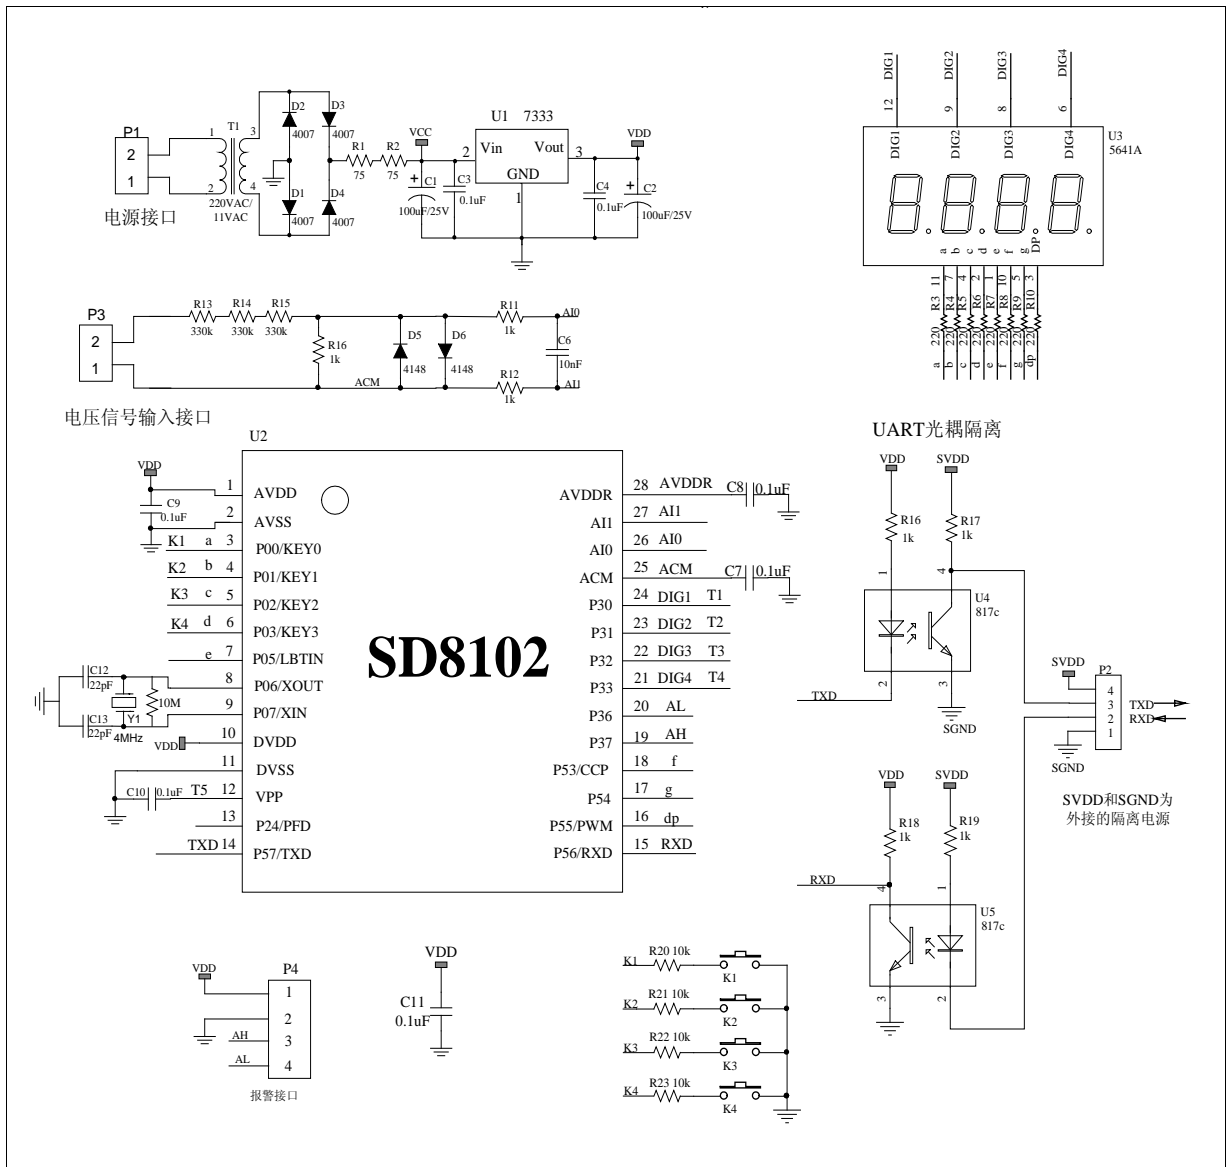 P1
2
1
电源接口
1
T1
3
2
4
220VAC/
11VAC
D2
4007
D3
4007
D1
4007
D4
4007
R1
75
R2
75
VCC
C1
100uF/25V
C3
0.1uF
U1 7333
2
Vin
Vout
3
GND
1
C4
0.1uF
VDD
C2
100uF/25V
DIG1
DIG2
DIG3
DIG4
12
9
8
6
DIG1
DIG2
DIG3
DIG4
U3
5641A
a
b
c
d
e
f
g
DP
11
7
4
2
1
10
5
3
R3
R4
R5
R6
R7
R8
R9
R10
220
220
220
220
220
220
220
220
a
b
c
d
e
f
g
dp
P3
2
1
电压信号输入接口
R13
330k
R14
330k
R15
330k
R16
1k
ACM
D5
4148
D6
4148
R11
1k
R12
1k
AI0
C6
10nF
AI1
U2
SD8102
VDD
C9
0.1uF
1 AVDD
2 AVSS
K1 a 3 P00/KEY0
K2 b 4 P01/KEY1
K3 c 5 P02/KEY2
K4 d 6 P03/KEY3
e 7 P05/LBTIN
8 P06/XOUT
9 P07/XIN
VDD 10 DVDD
11 DVSS
T5 12 VPP
13 P24/PFD
TXD 14 P57/TXD
C12
22pF
C13
22pF
Y1
4MHz
10M
C10 0.1uF
AVDDR 28 AVDDR C8 0.1uF
AI1 27 AI1
AI0 26 AI0
ACM 25 ACM C7 0.1uF
P30 24 DIG1 T1
P31 23 DIG2 T2
P32 22 DIG3 T3
P33 21 DIG4 T4
P36 20 AL
P37 19 AH
P53/CCP 18 f
P54 17 g
P55/PWM 16 dp
P56/RXD 15 RXD
UART光耦隔离
VDD
SVDD
R16
1k
R17
1k
1
4
U4
817c
2
3
TXD
SGND
SVDD
P2
4
3
2
1
TXD
RXD
SGND
SVDD和SGND为
外接的隔离电源
VDD
SVDD
R18
1k
R19
1k
RXD
4
1
U5
817c
3
2
VDD
P4
1
2
AH 3
AL 4
报警接口
VDD
C11
0.1uF
K1 R20 10k
K1
K2 R21 10k
K2
K3 R22 10k
K3
K4 R23 10k
K4